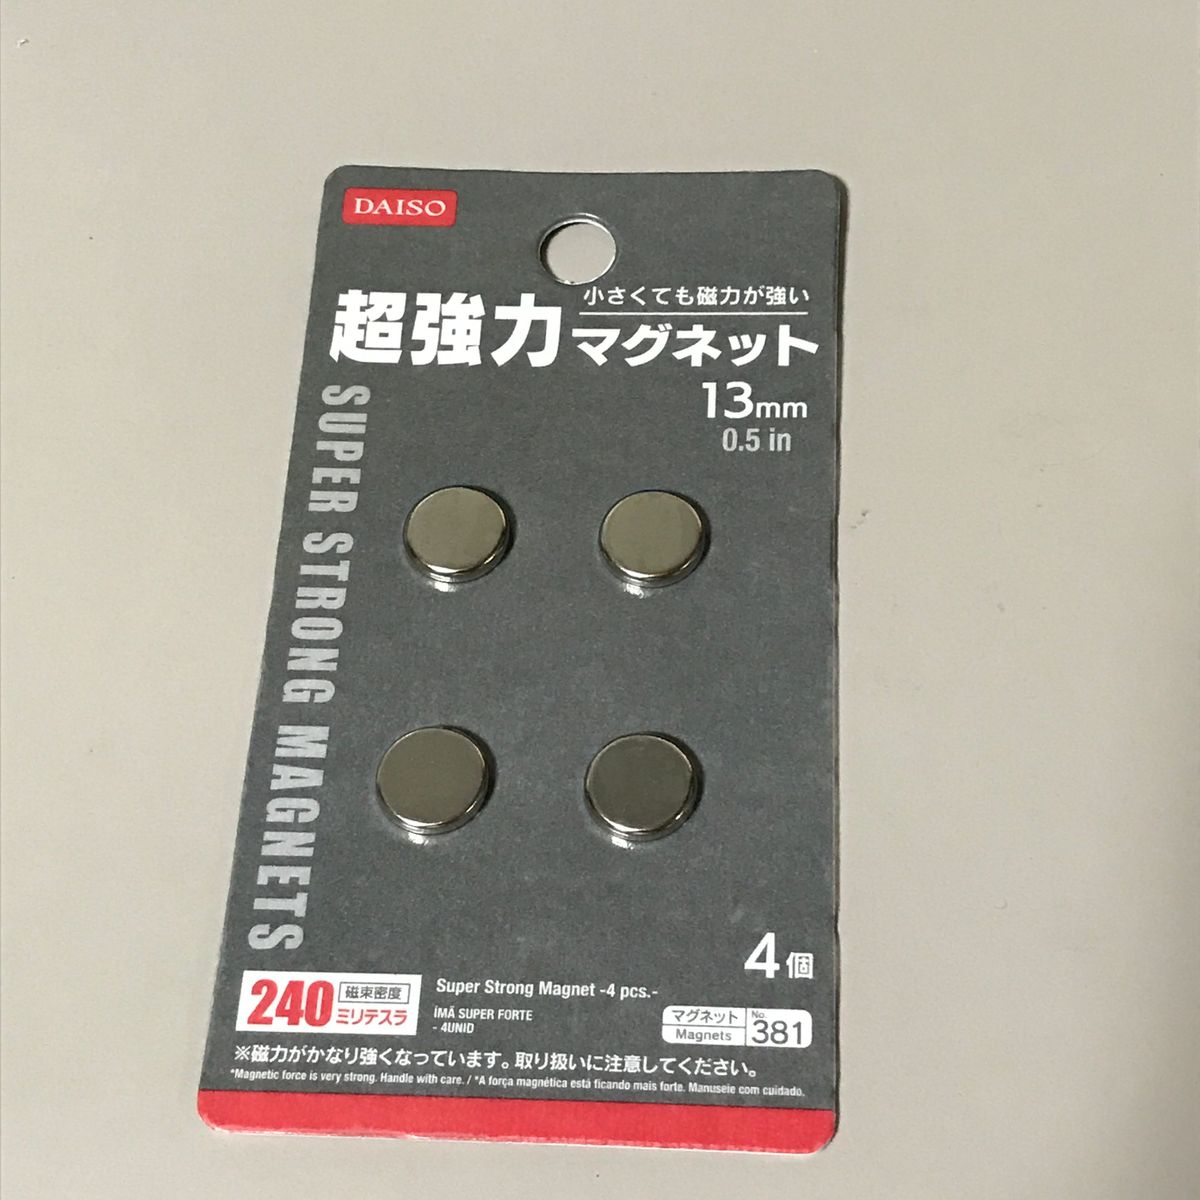 DAISO
小さくても磁力が強い
超強力マグネット
13mm
0.5 in
SUPER STRONG MAGNETS
4個
240 磁束密度 ミリテスラ
Super Strong Magnet -4 pcs.-
ÍMÃ SUPER FORTE
- 4UNID
マグネット
Magnets
No. 381
※磁力がかなり強くなっています。取り扱いに注意してください。
*Magnetic force is very strong. Handle with care. / *A força magnética está ficando mais forte. Manuseie com cuidado.